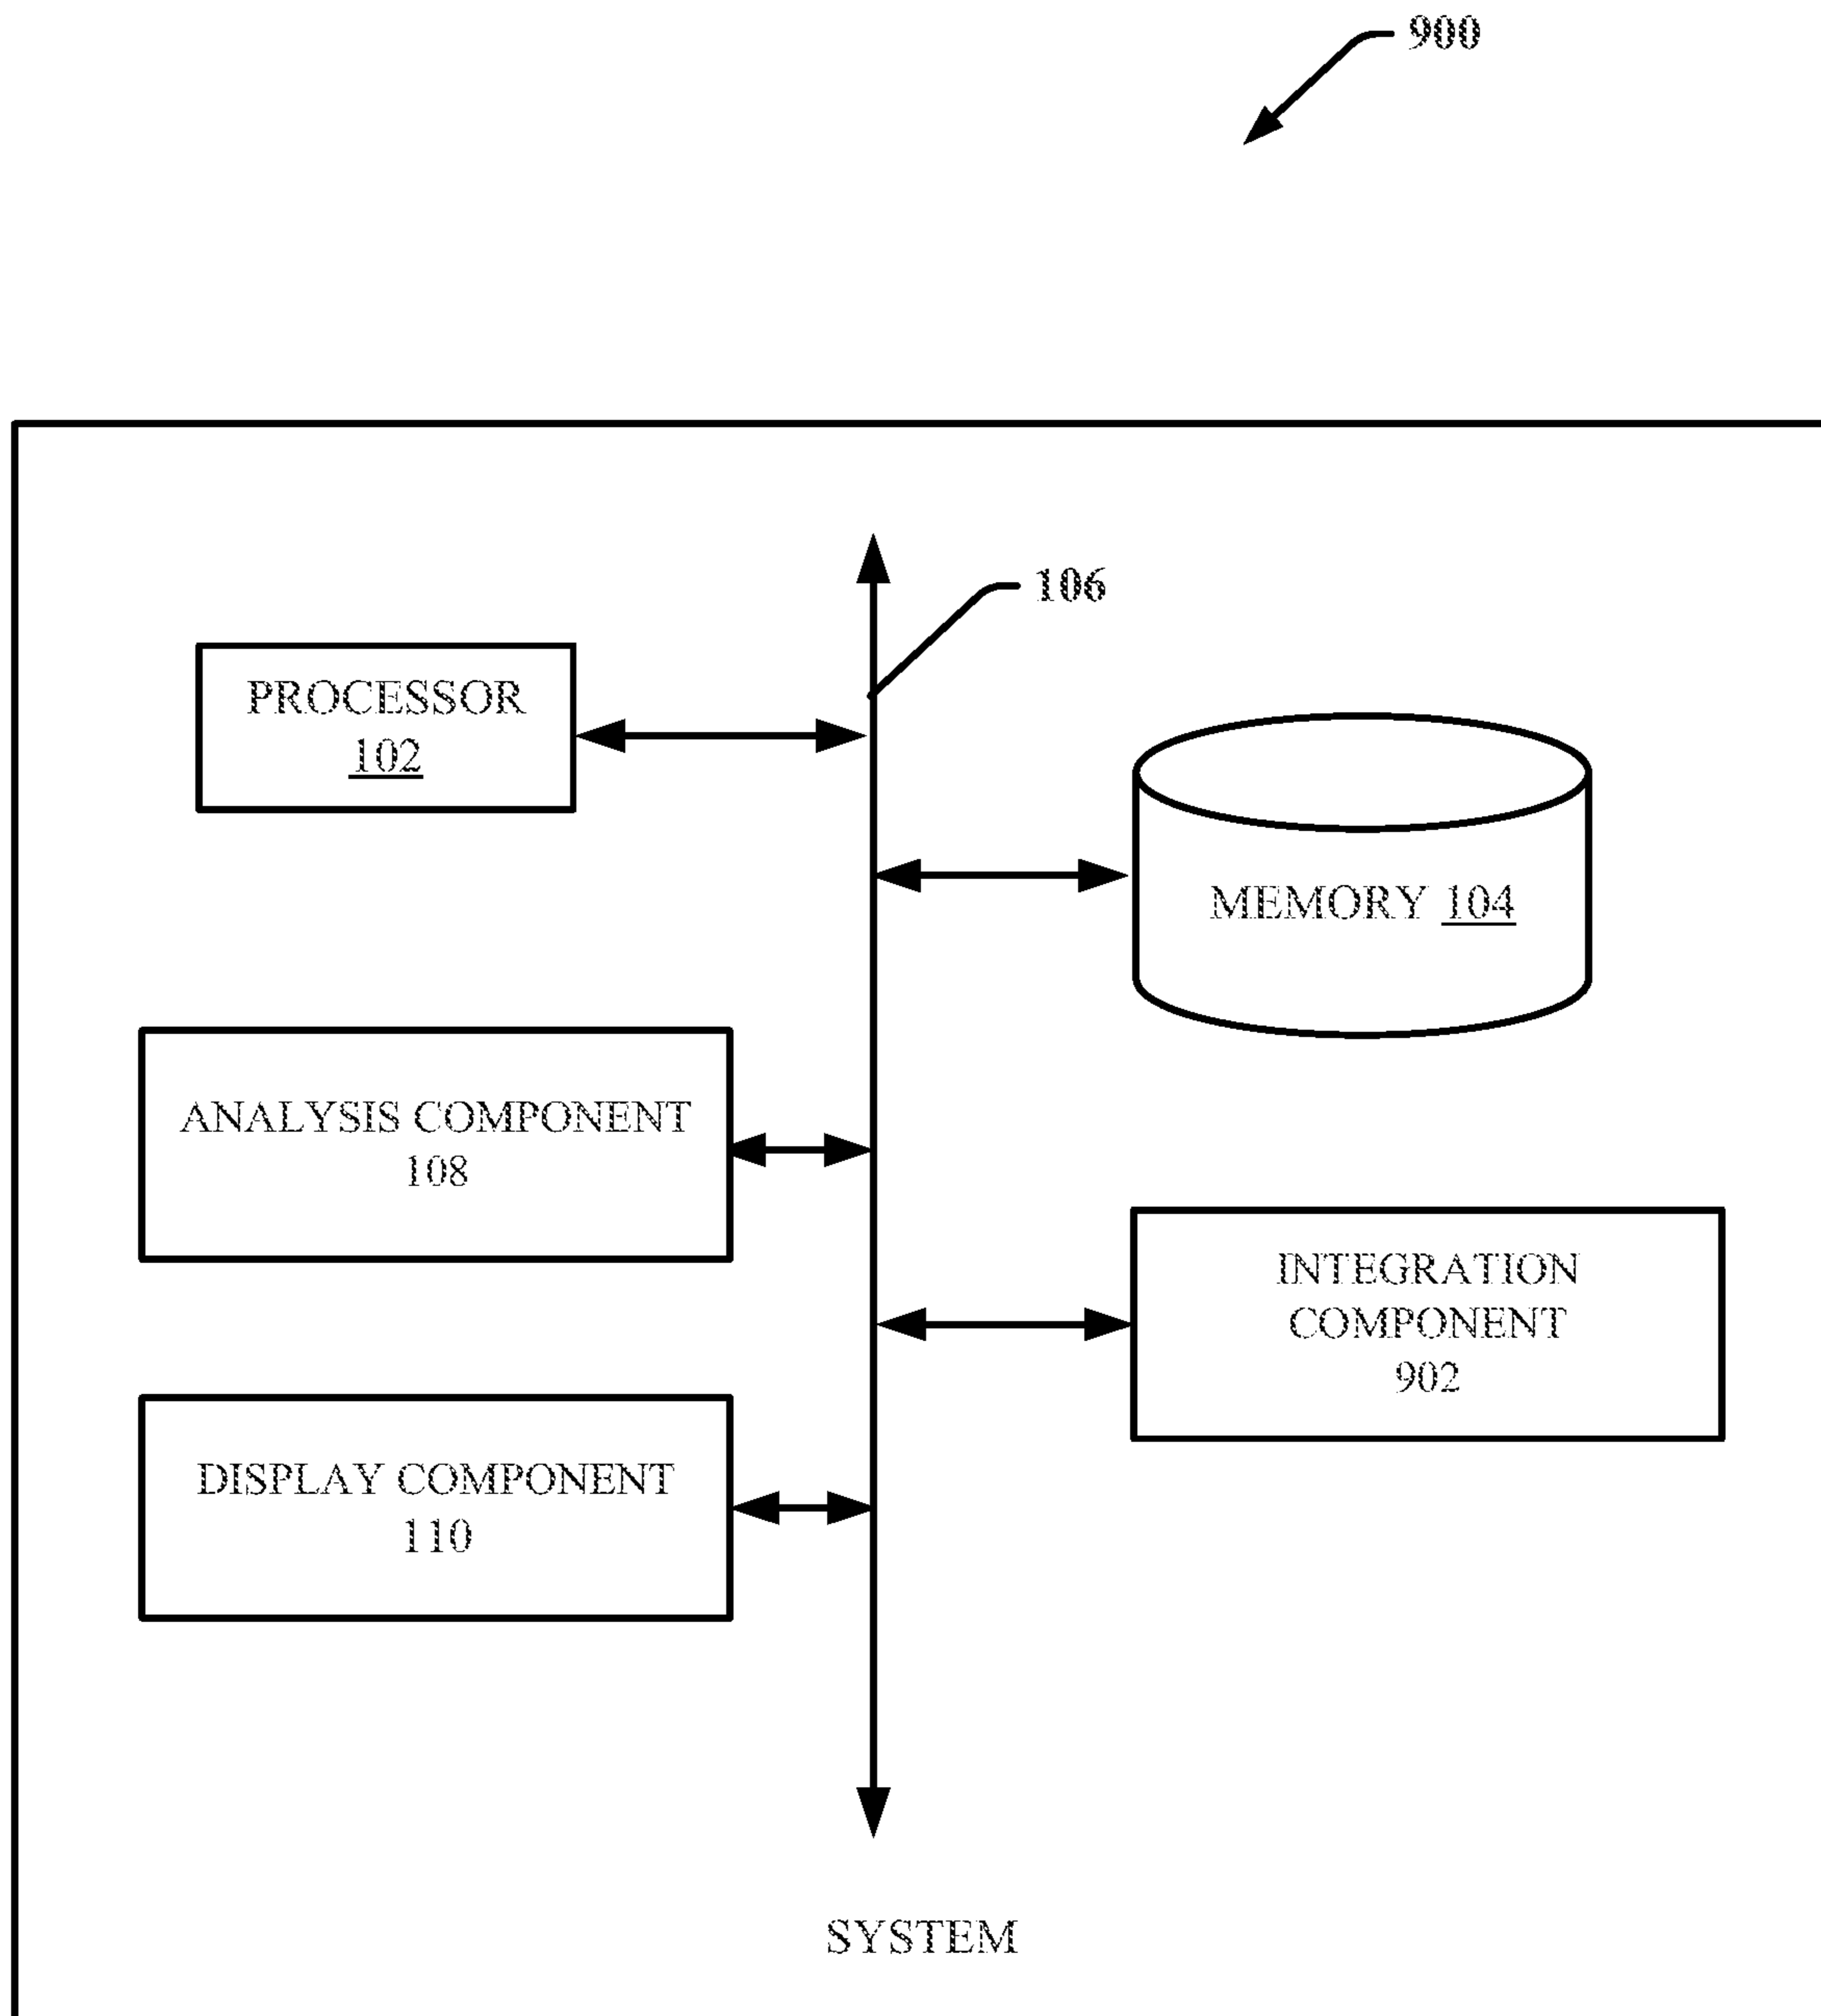 900
106
PROCESSOR
102
MEMORY 104
ANALYSIS COMPONENT
108
INTEGRATION
COMPONENT
902
DISPLAY COMPONENT
110
SYSTEM